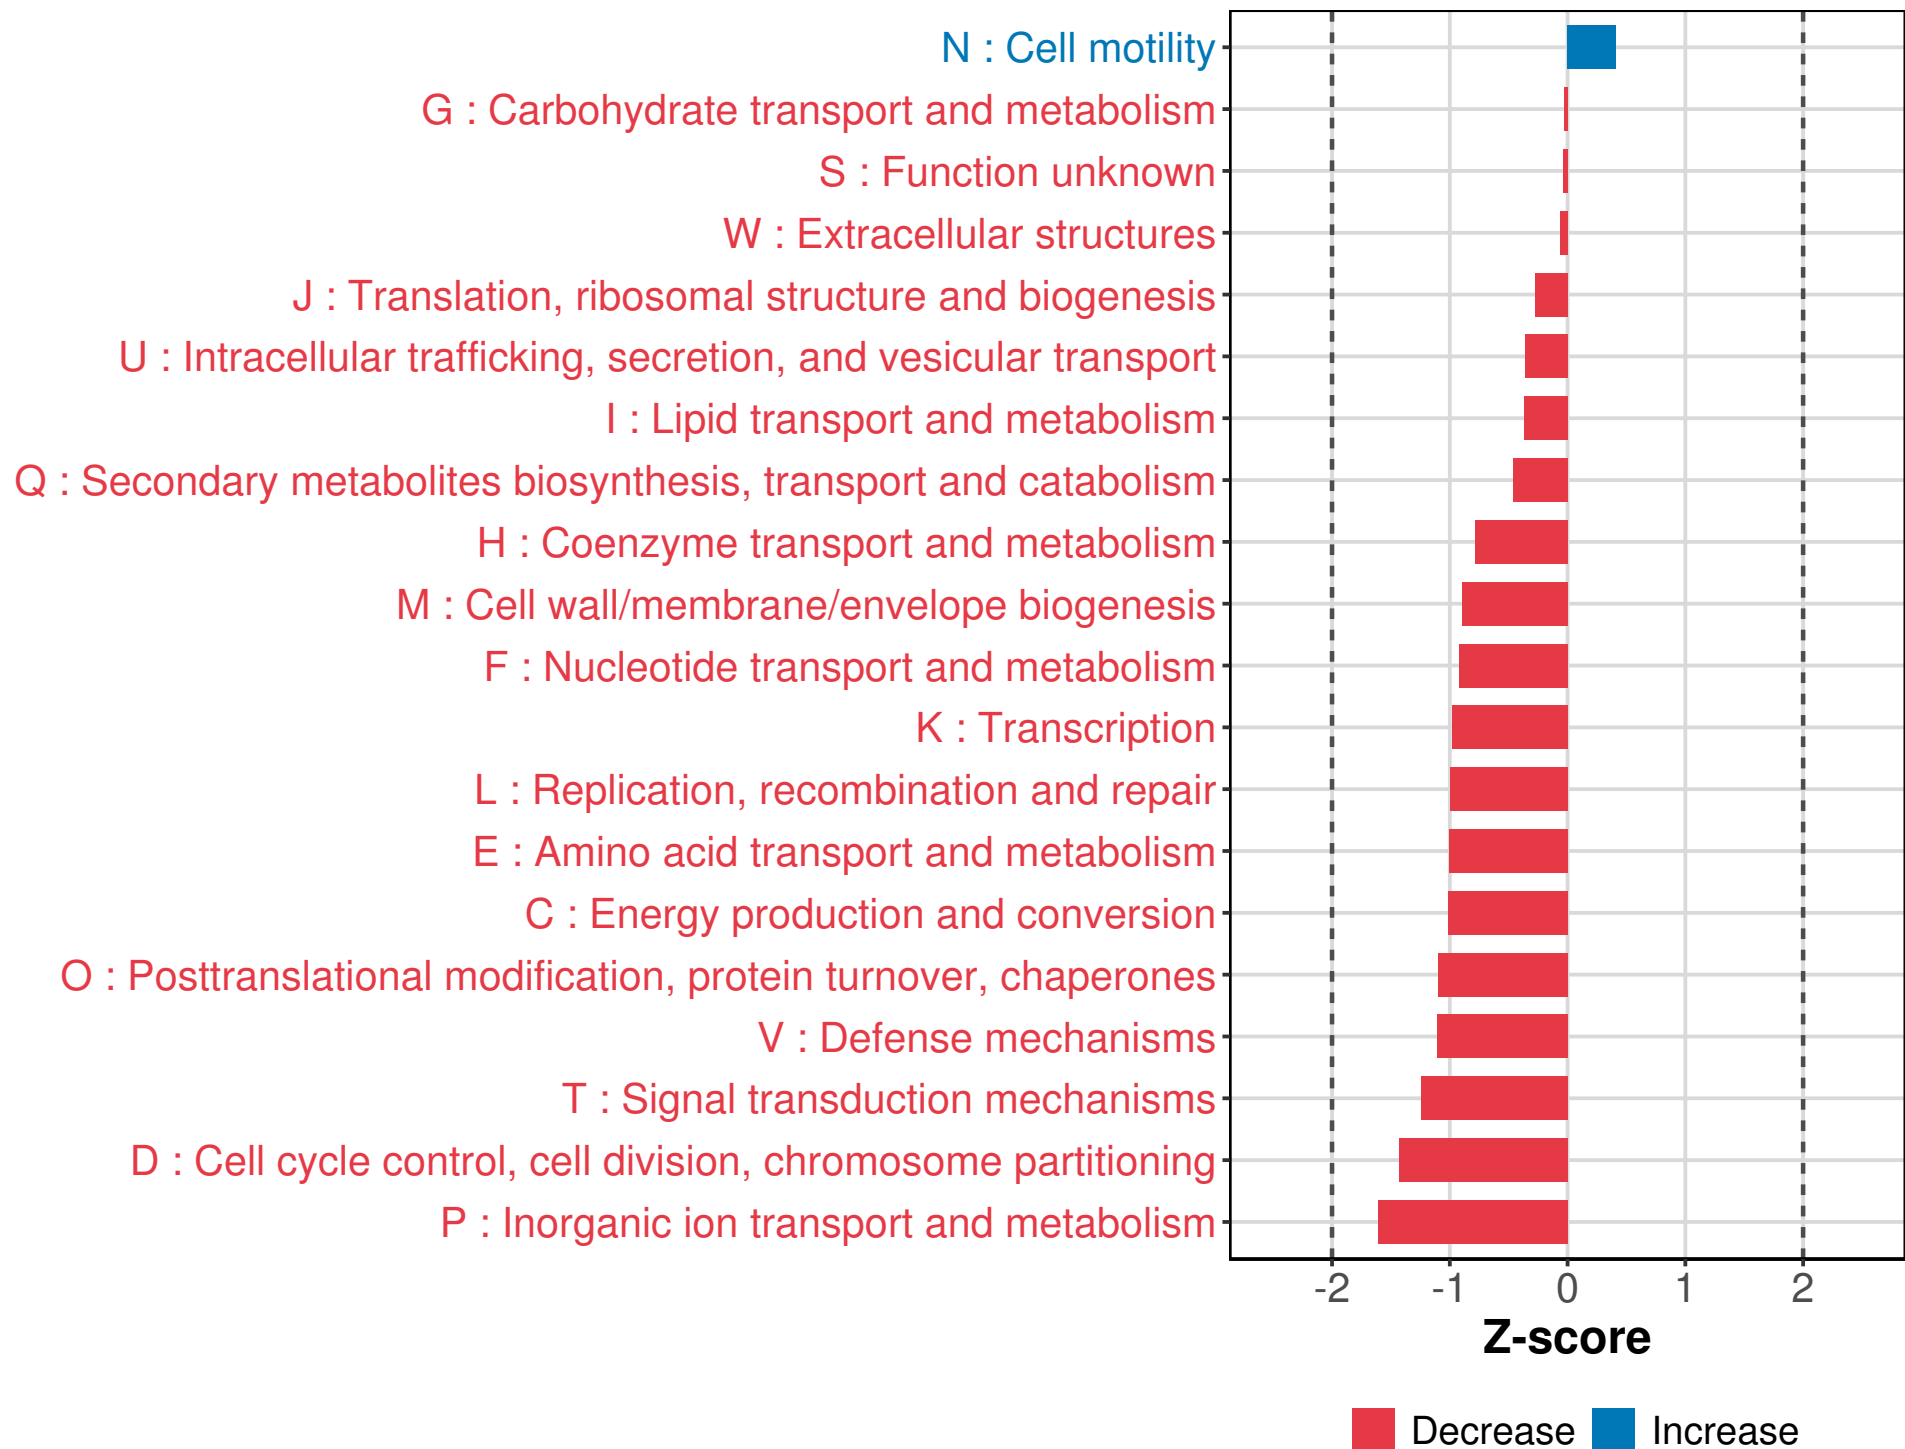 N : Cell motility
G : Carbohydrate transport and metabolism
S : Function unknown
W : Extracellular structures
J : Translation, ribosomal structure and biogenesis
U : Intracellular trafficking, secretion, and vesicular transport
I : Lipid transport and metabolism
Q : Secondary metabolites biosynthesis, transport and catabolism
H : Coenzyme transport and metabolism
M : Cell wall/membrane/envelope biogenesis
F : Nucleotide transport and metabolism
K : Transcription
L : Replication, recombination and repair
E : Amino acid transport and metabolism
C : Energy production and conversion
O : Posttranslational modification, protein turnover, chaperones
V : Defense mechanisms
T : Signal transduction mechanisms
D : Cell cycle control, cell division, chromosome partitioning
P : Inorganic ion transport and metabolism
-2 -1 0 1 2
Z-score
Decrease Increase